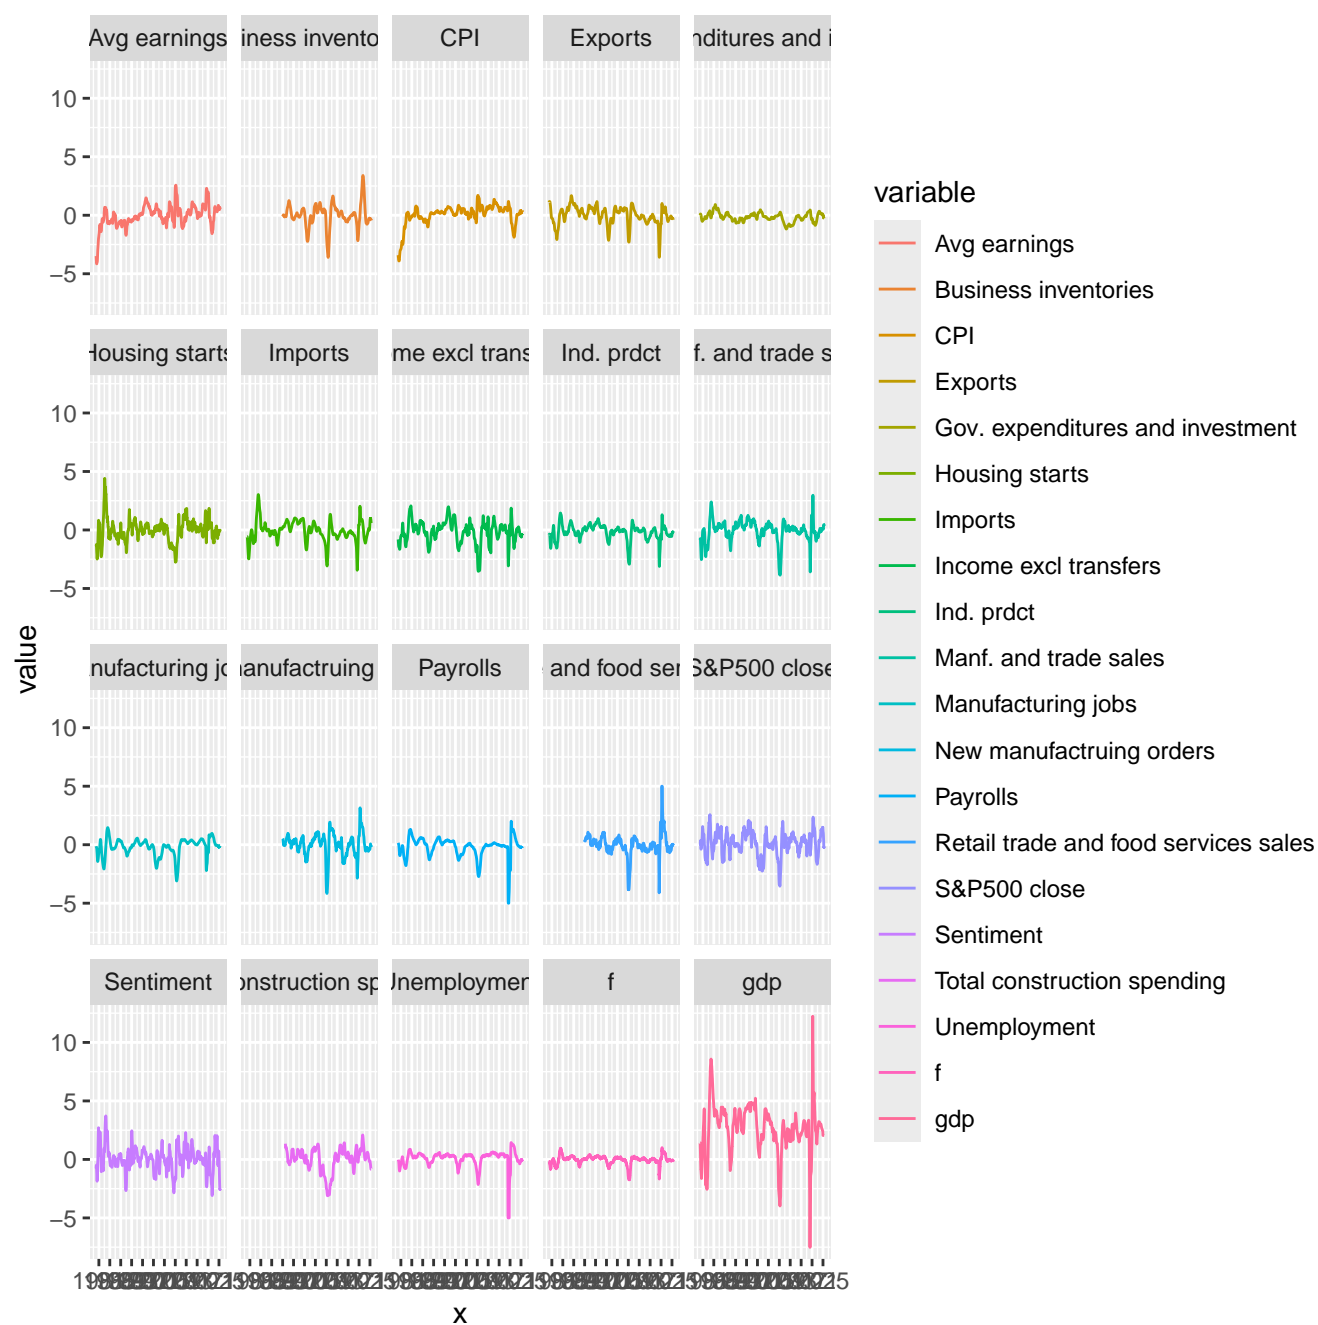 Avg earnings
iness invento
CPI
Exports
nditures and i
10
5
0
−5
Housing starts
Imports
me excl trans
Ind. prdct
f. and trade s
10
5
0
−5
nufacturing jo
anufactruing
Payrolls
and food ser
S&P500 close
10
5
0
−5
Sentiment
onstruction sp
Unemploymen
f
gdp
10
5
0
−5
x
value
variable
Avg earnings
Business inventories
CPI
Exports
Gov. expenditures and investment
Housing starts
Imports
Income excl transfers
Ind. prdct
Manf. and trade sales
Manufacturing jobs
New manufactruing orders
Payrolls
Retail trade and food services sales
S&P500 close
Sentiment
Total construction spending
Unemployment
f
gdp